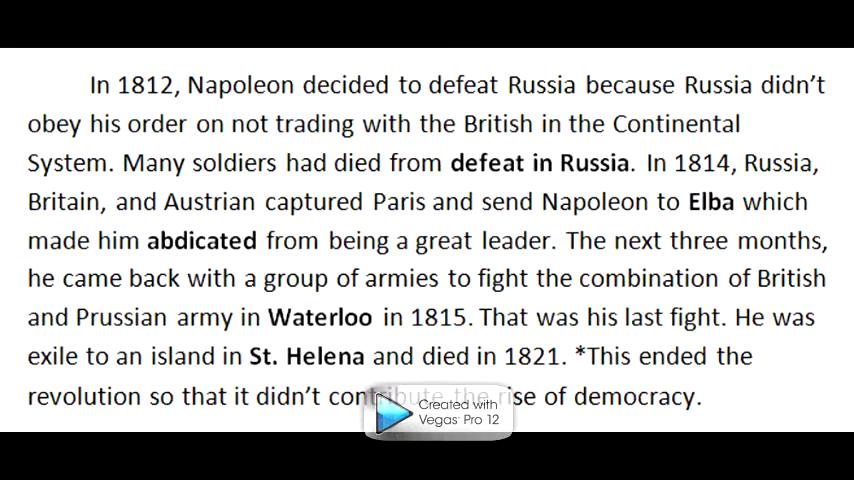 In 1812, Napoleon decided to defeat Russia because Russia didn't
obey his order on not trading with the British in the Continental
System. Many soldiers had died from defeat in Russia. In 1814, Russia,
Britain, and Austrian captured Paris and send Napoleon to Elba which
made him abdicated from being a great leader. The next three months,
he came back with a group of armies to fight the combination of British
and Prussian army in Waterloo in 1815. That was his last fight. He was
exile to an island in St. Helena and died in 1821. *This ended the
revolution so that it didn't contribute the rise of democracy.
Created with
Vegas Pro 12